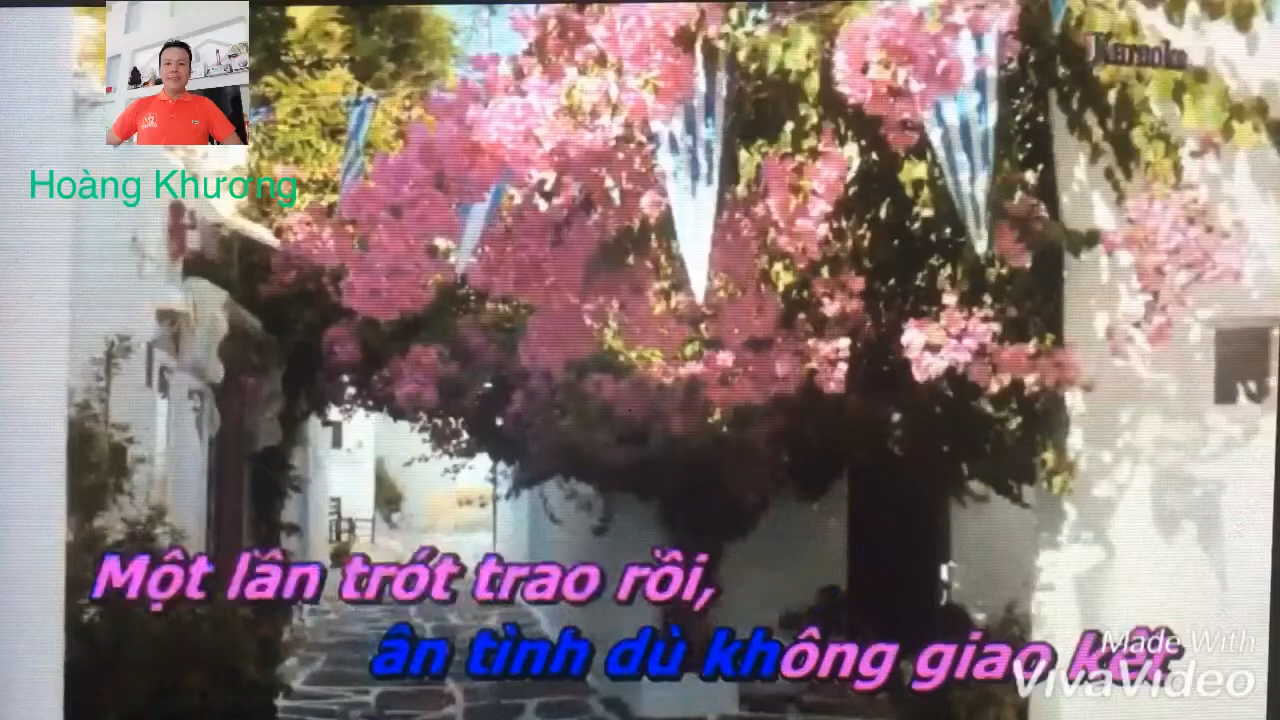 Karaoke
Hoàng Khương
Một lần trót trao rồi,
ân tình dù không giao kết
Made With
VivaVideo